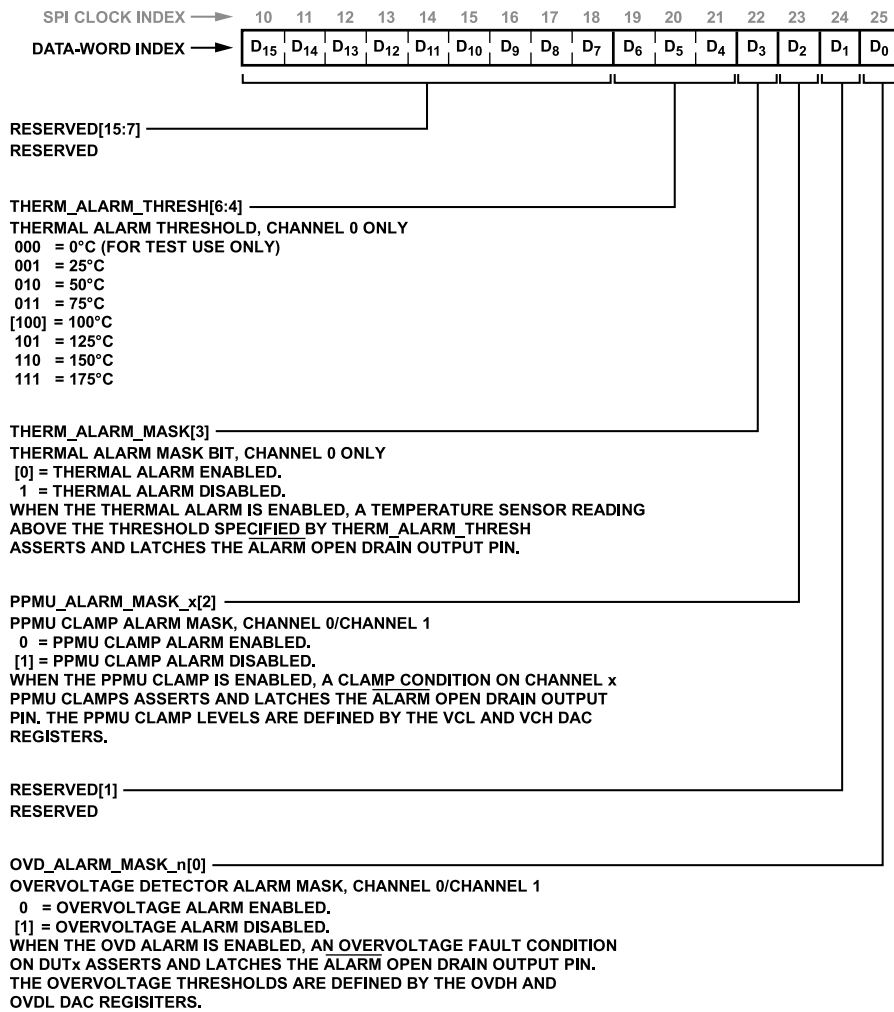 SPI CLOCK INDEX 10 11 12 13 14 15 16 17 18 19 20 21 22 23 24 25
DATA-WORD INDEX D15 D14 D13 D12 D11 D10 D9 D8 D7 D6 D5 D4 D3 D2 D1 D0
RESERVED[15:7]
RESERVED
THERM_ALARM_THRESH[6:4]
THERMAL ALARM THRESHOLD, CHANNEL 0 ONLY
000 = 0°C (FOR TEST USE ONLY)
001 = 25°C
010 = 50°C
011 = 75°C
[100] = 100°C
101 = 125°C
110 = 150°C
111 = 175°C
THERM_ALARM_MASK[3]
THERMAL ALARM MASK BIT, CHANNEL 0 ONLY
[0] = THERMAL ALARM ENABLED.
1 = THERMAL ALARM DISABLED.
WHEN THE THERMAL ALARM IS ENABLED, A TEMPERATURE SENSOR READING
ABOVE THE THRESHOLD SPECIFIED BY THERM_ALARM_THRESH
ASSERTS AND LATCHES THE ALARM OPEN DRAIN OUTPUT PIN.
PPMU_ALARM_MASK_x[2]
PPMU CLAMP ALARM MASK, CHANNEL 0/CHANNEL 1
0 = PPMU CLAMP ALARM ENABLED.
[1] = PPMU CLAMP ALARM DISABLED.
WHEN THE PPMU CLAMP IS ENABLED, A CLAMP CONDITION ON CHANNEL x
PPMU CLAMPS ASSERTS AND LATCHES THE ALARM OPEN DRAIN OUTPUT
PIN. THE PPMU CLAMP LEVELS ARE DEFINED BY THE VCL AND VCH DAC
REGISTERS.
RESERVED[1]
RESERVED
OVD_ALARM_MASK_n[0]
OVERVOLTAGE DETECTOR ALARM MASK, CHANNEL 0/CHANNEL 1
0 = OVERVOLTAGE ALARM ENABLED.
[1] = OVERVOLTAGE ALARM DISABLED.
WHEN THE OVD ALARM IS ENABLED, AN OVERVOLTAGE FAULT CONDITION
ON DUTx ASSERTS AND LATCHES THE ALARM OPEN DRAIN OUTPUT PIN.
THE OVERVOLTAGE THRESHOLDS ARE DEFINED BY THE OVDH AND
OVDL DAC REGISITERS.